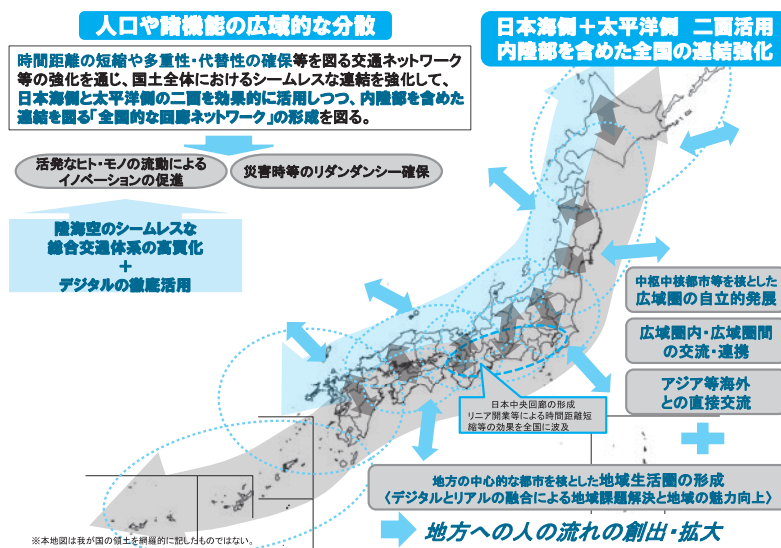 人口や諸機能の広域的な分散
時間距離の短縮や多重性・代替性の確保等を図る交通ネットワーク
等の強化を通じ、国土全体におけるシームレスな連結を強化して、
日本海側と太平洋側の二面を効果的に活用しつつ、内陸部を含めた
連結を図る「全国的な回廊ネットワーク」の形成を図る。
活発なヒト・モノの流動による
イノベーションの促進
災害時等のリダンダンシー確保
陸海空のシームレスな
総合交通体系の高質化
+
デジタルの徹底活用
日本海側+太平洋側 二面活用
内陸部を含めた全国の連結強化
中枢中核都市等を核とした
広域圏の自立的発展
広域圏内・広域圏間
の交流・連携
アジア等海外
との直接交流
日本中央回廊の形成
リニア開業等による時間距離短
縮等の効果を全国に波及
地方の中心的な都市を核とした地域生活圏の形成
〈デジタルとリアルの融合による地域課題解決と地域の魅力向上〉
地方への人の流れの創出・拡大
※本地図は我が国の領土を網羅的に記したものではない。